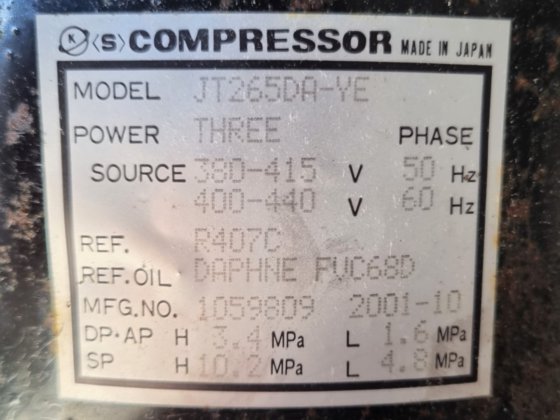 K ⟨S⟩ COMPRESSOR MADE IN JAPAN
MODEL JT265DA-YE
POWER THREE PHASE
SOURCE 380-415 V 50 Hz
400-440 V 60 Hz
REF. R407C
REF.OIL DAPHNE FVC68D
MFG.NO. 1059809 2001-10
DP·AP H 3.4 MPa L 1.6 MPa
SP H 10.2 MPa L 4.8 MPa